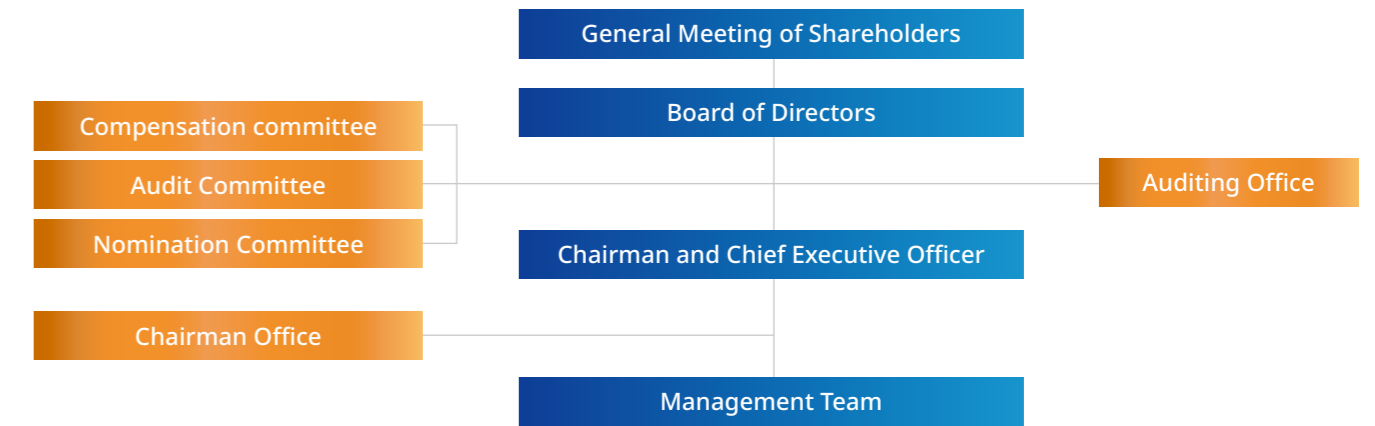 General Meeting of Shareholders
Board of Directors
Compensation committee
Audit Committee
Nomination Committee
Auditing Office
Chairman and Chief Executive Officer
Chairman Office
Management Team